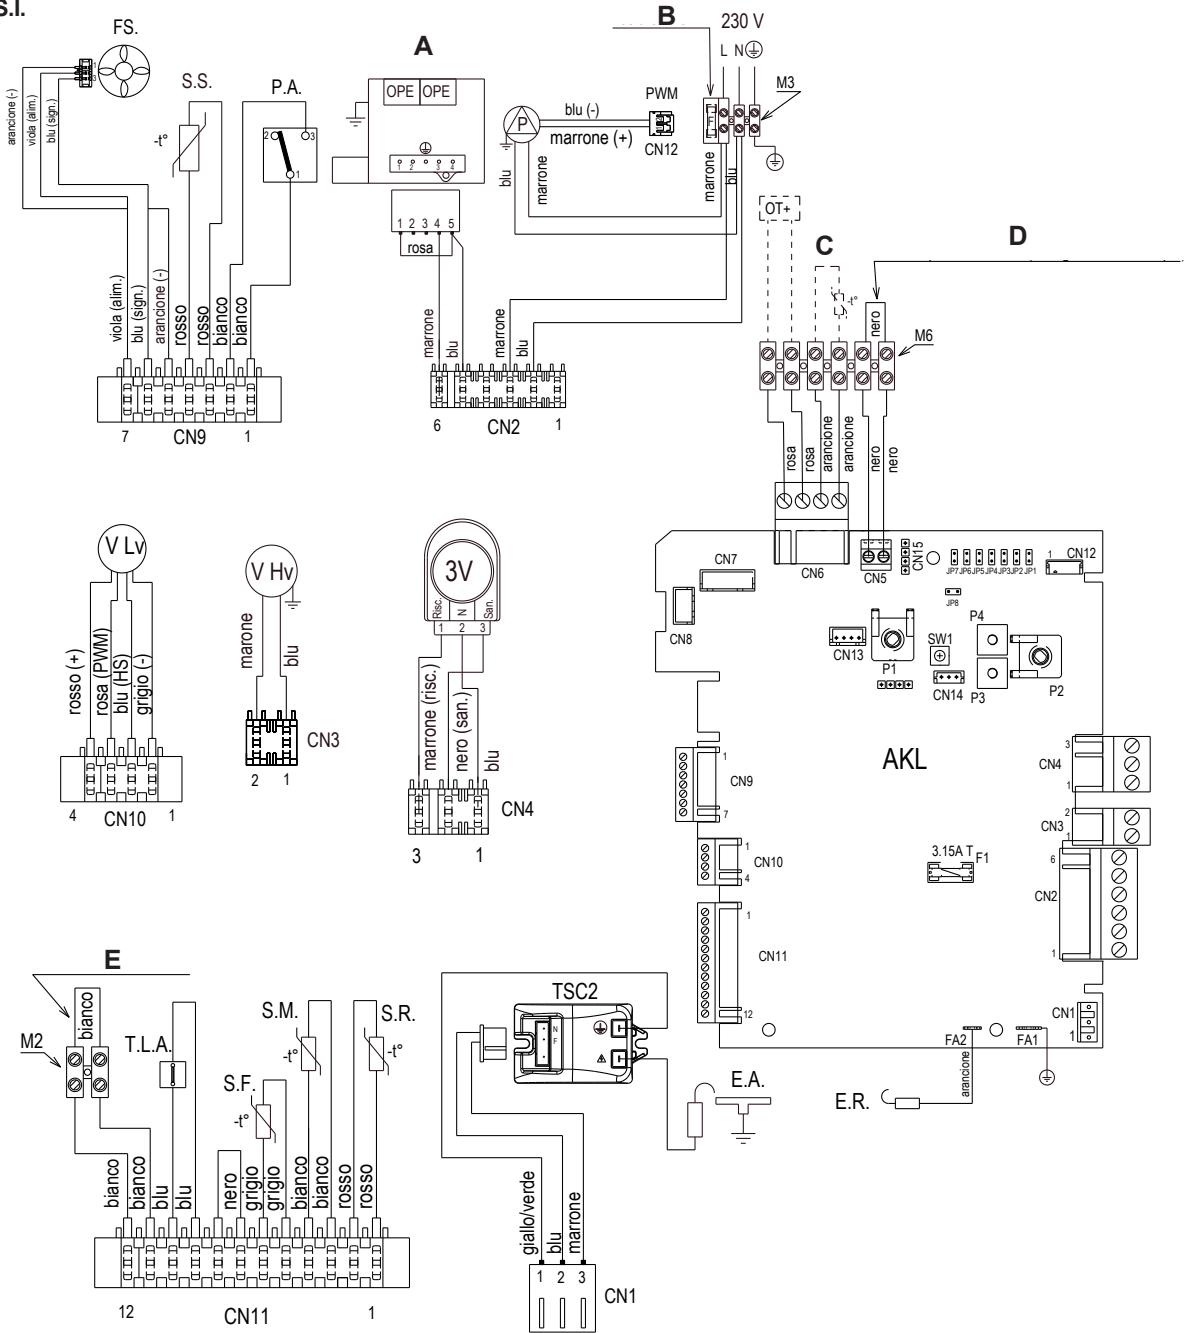 S.I.
FS.
1
3
arancione (-)
viola (alim.)
blu (sign.)
S.S.
-t°
P.A.
2
3
1
viola (alim.)
blu (sign.)
arancione (-)
rosso
rosso
bianco
bianco
7
CN9
1
A
OPE
OPE
1 2 3 4
1 2 3 4 5
rosa
marrone
blu
marrone
blu
6
CN2
1
P
blu (-)
marrone (+)
PWM
CN12
blu
marrone
B
230 V
L N
F
M3
marrone
blu
OT+
C
-t°
D
nero
M6
rosa
rosa
arancione
arancione
nero
nero
V Lv
rosso (+)
rosa (PWM)
blu (HS)
grigio (-)
4
CN10
1
V Hv
marone
blu
CN3
2
1
3V
Risc.
N
San.
1 2 3
marrone (risc.)
nero (san.)
blu
CN4
3
1
CN7
CN8
CN6
CN5
CN15
JP7 JP6 JP5 JP4 JP3 JP2 JP1
1
CN12
JP8
CN13
P1
SW1
CN14
P4
P3
P2
AKL
1
CN9
7
1
CN10
4
1
CN11
12
3
CN4
1
2
CN3
1
3.15A T
F1
6
CN2
1
CN1
1
FA2
FA1
arancione
E.R.
E
bianco
M2
T.L.A.
S.F.
-t°
S.M.
-t°
S.R.
-t°
bianco
bianco
blu
blu
nero
grigio
grigio
bianco
bianco
rosso
rosso
12
CN11
1
TSC2
N
F
E.A.
giallo/verde
blu
marrone
1 2 3
CN1